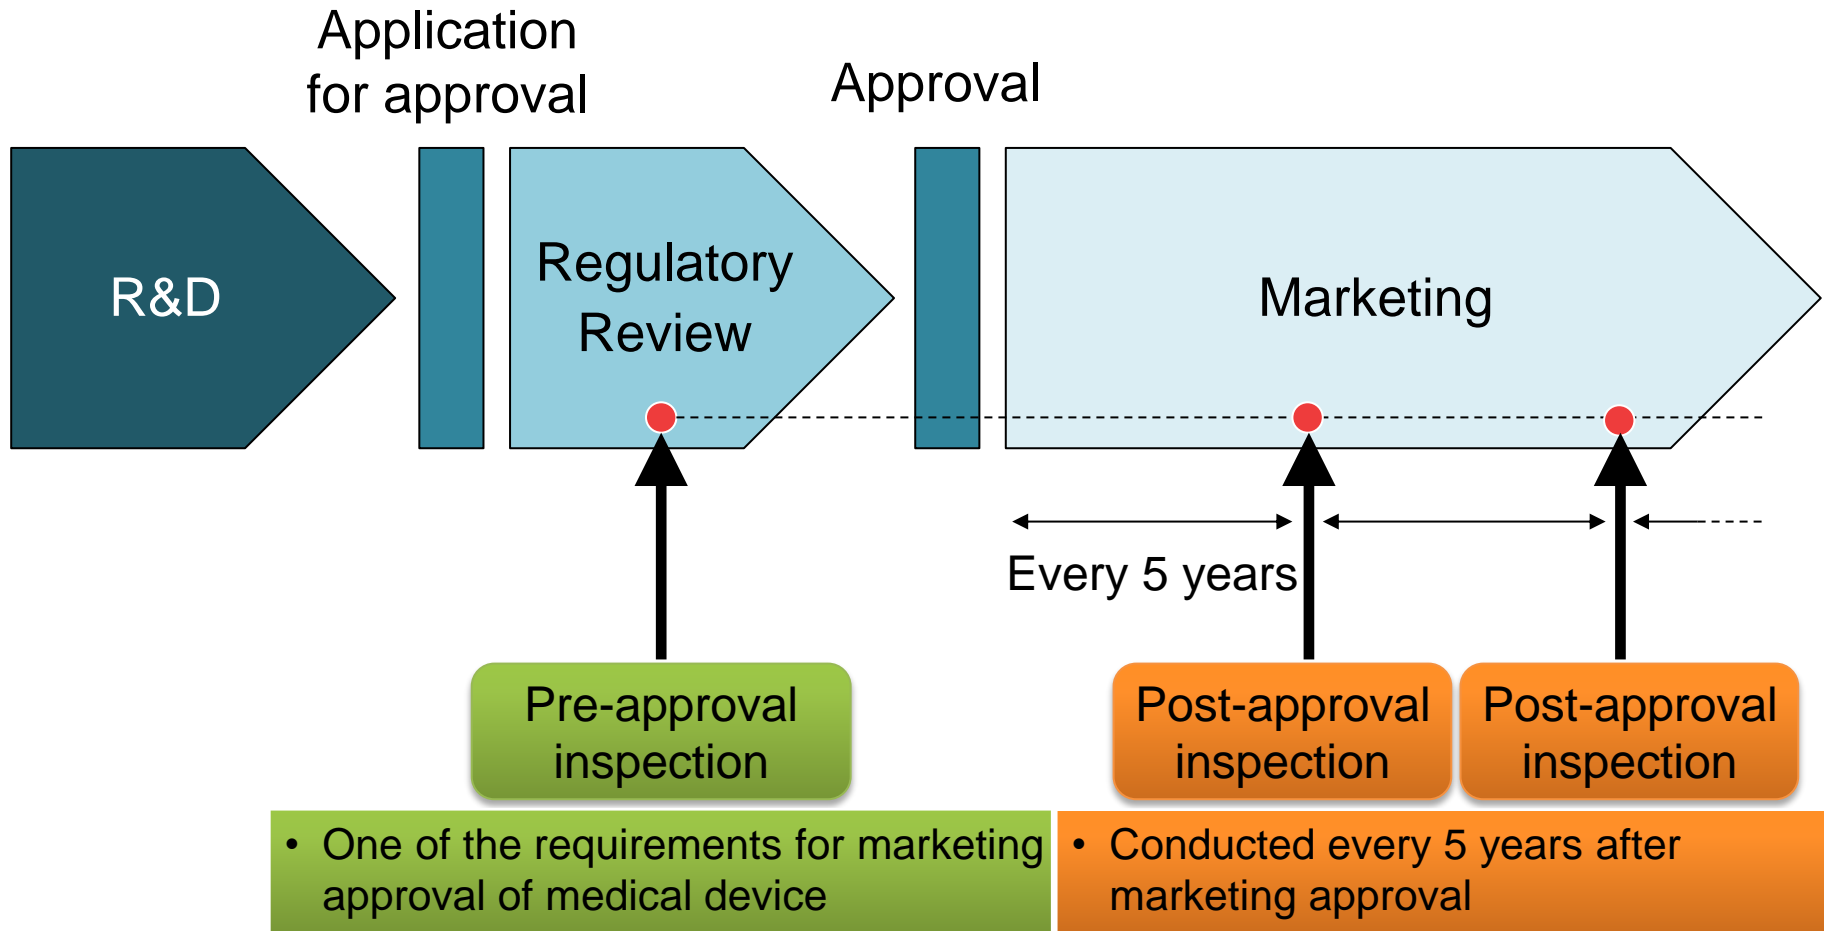 Application
for approval
Approval
R&D
Regulatory
Review
Marketing
Every 5 years
Pre-approval
inspection
Post-approval
inspection
Post-approval
inspection
• One of the requirements for marketing
approval of medical device
• Conducted every 5 years after
marketing approval